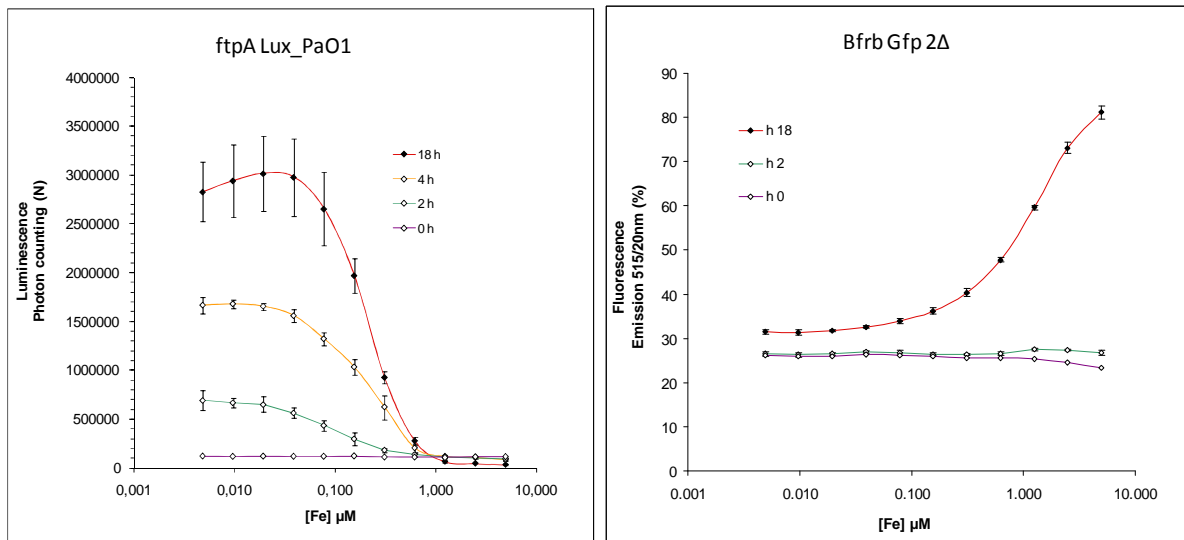 ftpA Lux_PaO1
4000000
3500000
3000000
2500000
2000000
1500000
1000000
500000
0
Luminescence
Photon counting (N)
18 h
4h
2h
0 h
0,001
0,010
0,100
1,000
10,000
[Fe] µM
Bfrb Gfp 2Δ
90
80
70
60
50
40
30
20
10
0
Fluorescence
Emission 515/20nm (%)
h 18
h 2
h 0
0.001
0.010
0.100
1.000
10.000
[Fe] µM